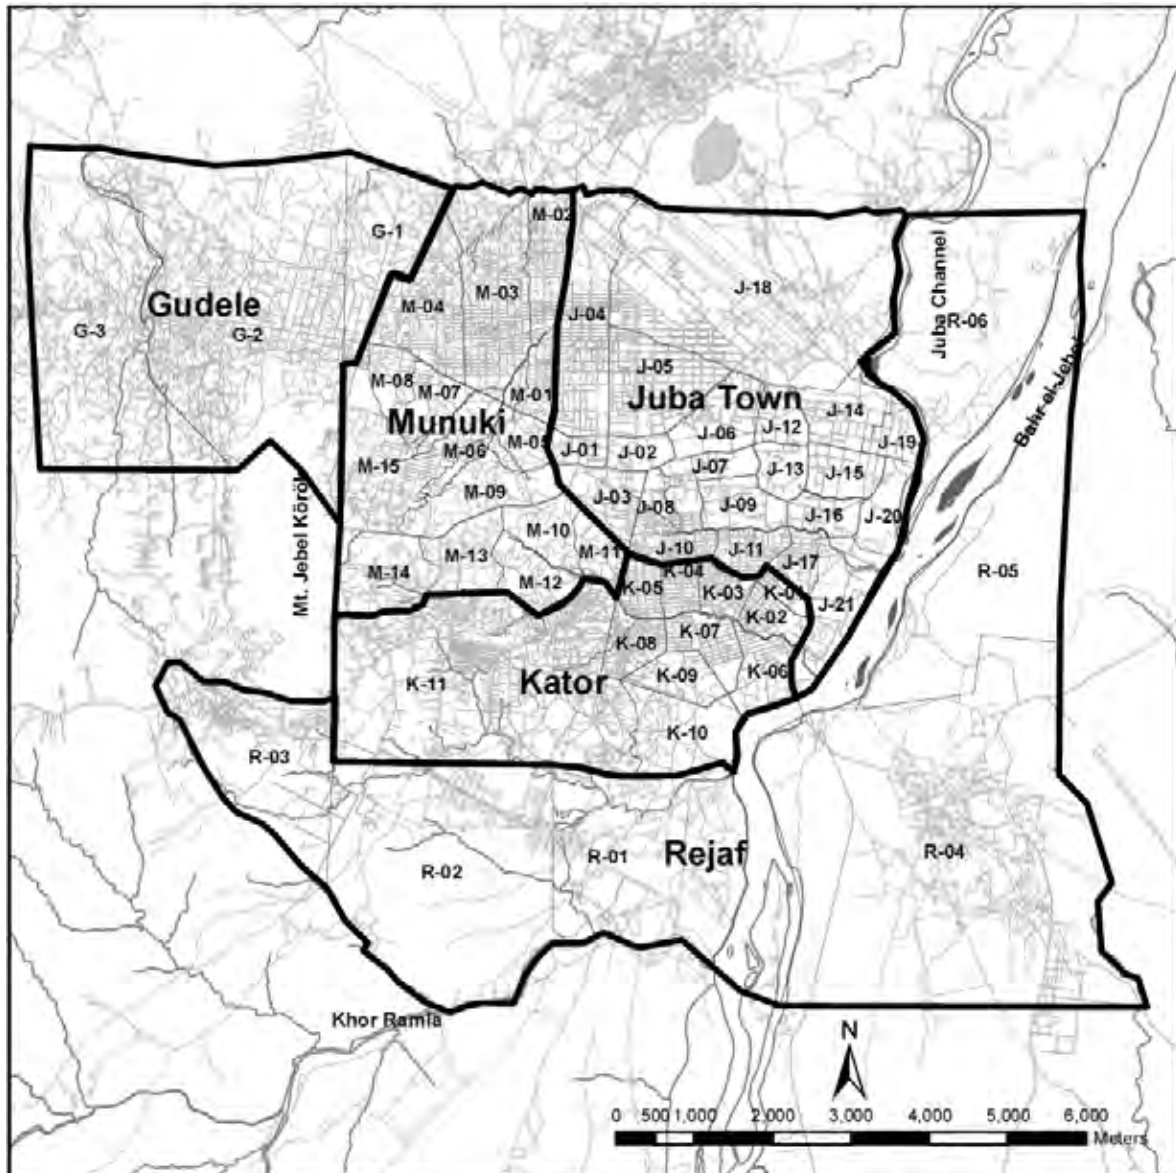 M-02
G-1
Juba Channel
M-03
J-18
Gudele
M-04
J-04
R-06
G-3
G-2
Bahr-el-Jebel
J-05
M-08
M-07
M-01
Juba Town
J-14
Munuki
J-12
J-06
M-05
J-19
J-01
J-02
M-06
M-15
J-07
J-13
J-15
M-09
J-03
J-08
J-09
J-16
J-20
M-10
Mt. Jebel Köröl
M-11
J-10
J-11
M-13
J-17
M-14
K-04
R-05
M-12
K-05
K-03
K-01
J-21
K-02
K-08
K-07
K-09
K-06
K-11
Kator
K-10
R-03
R-01
Rejaf
R-04
R-02
Khor Ramla
N
0 500 1,000 2,000 3,000 4,000 5,000 6,000
Meters